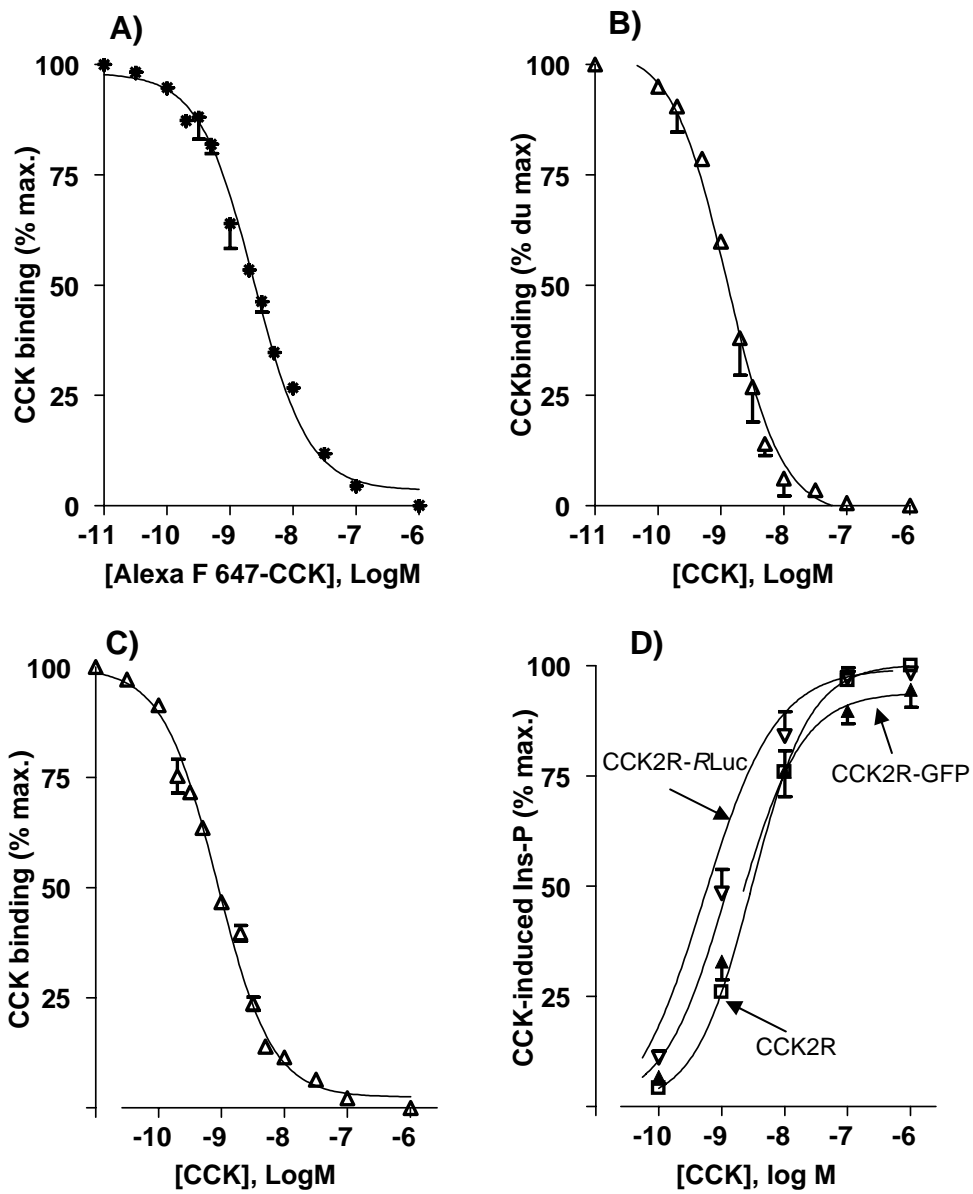 A)
100
75
50
25
0
-11 -10 -9 -8 -7 -6
CCK binding (% max.)
[Alexa F 647-CCK], LogM
B)
100
75
50
25
0
-11 -10 -9 -8 -7 -6
CCKbinding (% du max)
[CCK], LogM
C)
100
75
50
25
-10 -9 -8 -7 -6
CCK binding (% max.)
[CCK], LogM
D)
100
75
50
25
-10 -9 -8 -7 -6
CCK-induced Ins-P (% max.)
[CCK], log M
CCK2R-RLuc
CCK2R-GFP
CCK2R